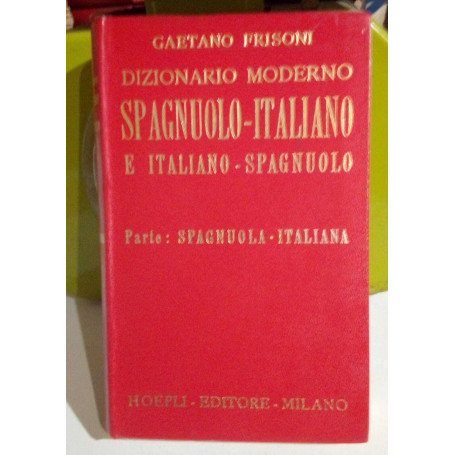 GAETANO FRISONI
DIZIONARIO MODERNO
SPAGNUOLO-ITALIANO
E ITALIANO-SPAGNUOLO
Parte: SPAGNUOLA-ITALIANA
HOEPLI-EDITORE-MILANO